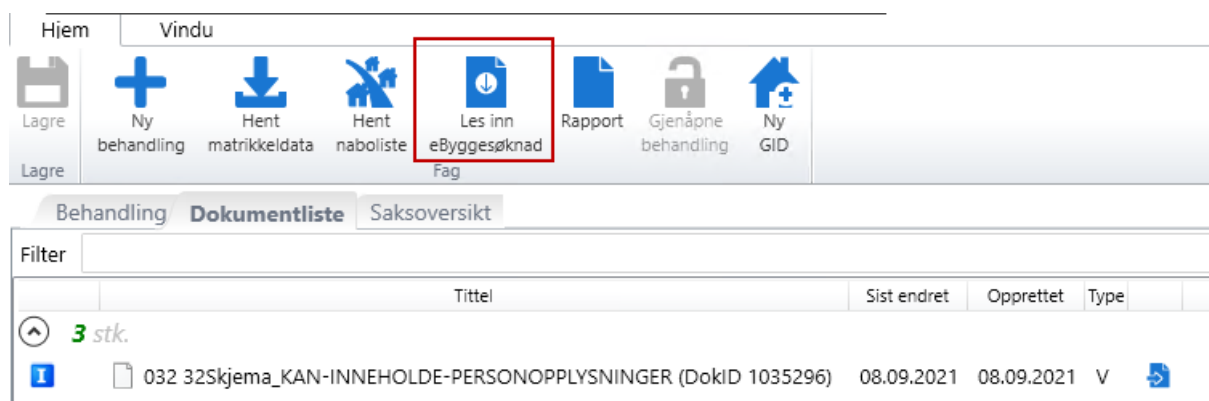 Hjem Vindu
Lagre Ny behandling Hent matrikkeldata Hent naboliste Les inn eByggesøknad Rapport Gjenåpne behandling Ny GID
Lagre Fag
Behandling Dokumentliste Saksoversikt
Filter
Tittel Sist endret Opprettet Type
3 stk.
I 032 32Skjema_KAN-INNEHOLDE-PERSONOPPLYSNINGER (DokID 1035296) 08.09.2021 08.09.2021 V